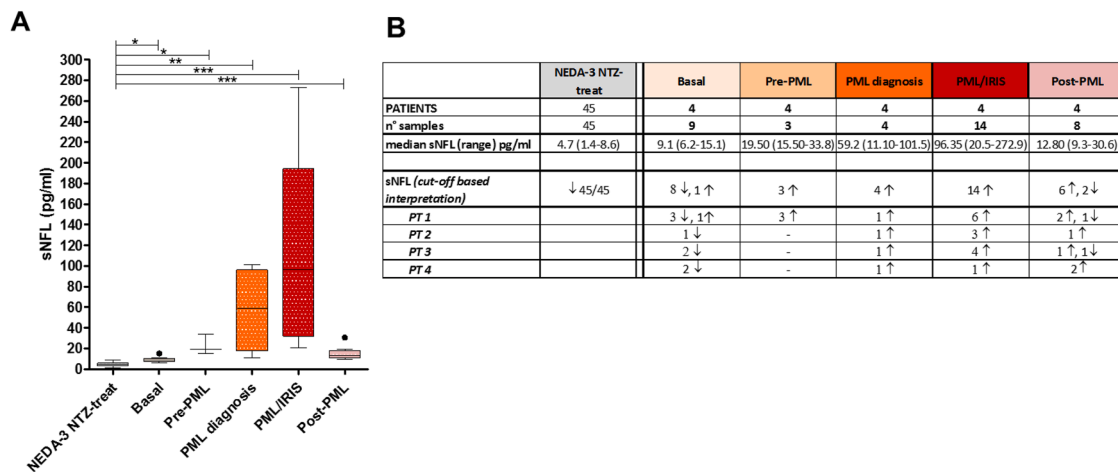 A
B
*
*
**
***
***
300
280
260
240
220
200
180
160
140
120
100
80
60
40
20
0
sNFL (pg/ml)
NEDA-3 NTZ-treat
Basal
Pre-PML
PML diagnosis
PML/IRIS
Post-PML
NEDA-3 NTZ-treat Basal Pre-PML PML diagnosis PML/IRIS Post-PML
PATIENTS 45 4 4 4 4 4
n° samples 45 9 3 4 14 8
median sNFL (range) pg/ml 4.7 (1.4-8.6) 9.1 (6.2-15.1) 19.50 (15.50-33.8) 59.2 (11.10-101.5) 96.35 (20.5-272.9) 12.80 (9.3-30.6)
sNFL (cut-off based interpretation) ↓ 45/45 8 ↓, 1 ↑ 3 ↑ 4 ↑ 14 ↑ 6 ↑, 2↓
PT 1 3 ↓, 1↑ 3 ↑ 1 ↑ 6 ↑ 2↑, 1↓
PT 2 1 ↓ - 1 ↑ 3 ↑ 1 ↑
PT 3 2↓ - 1 ↑ 4 ↑ 1 ↑, 1↓
PT 4 2 ↓ - 1 ↑ 1 ↑ 2↑